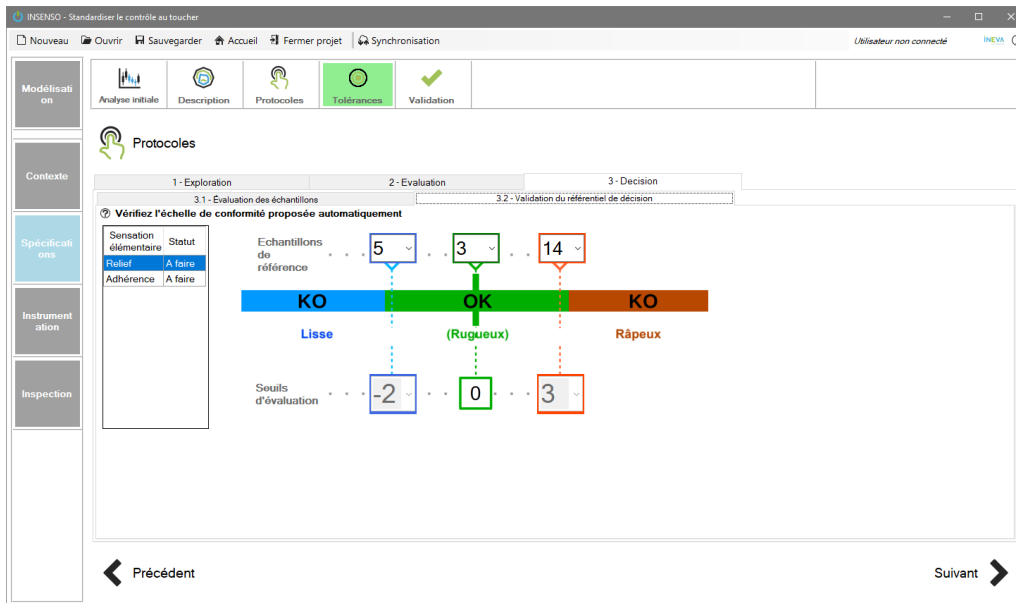 INSENSO - Standardiser le contrôle au toucher
Nouveau Ouvrir Sauvegarder Accueil Fermer projet Synchronisation Utilisateur non connecté INEVA
Modélisati
on
Analyse initiale Description Protocoles Tolérances Validation
Protocoles
Contexte
1 - Exploration 2 - Evaluation 3 - Decision
3.1 - Évaluation des échantillons 3.2 - Validation du référentiel de décision
Vérifiez l'échelle de conformité proposée automatiquement
Spécificati
ons
Sensation
élémentaire Statut
Relief A faire
Adhérence A faire
Echantillons
de
référence
5 3 14
KO OK KO
Lisse (Rugueux) Râpeux
Instrument
ation
Seuils
d'évaluation
-2 0 3
Inspection
Précédent Suivant